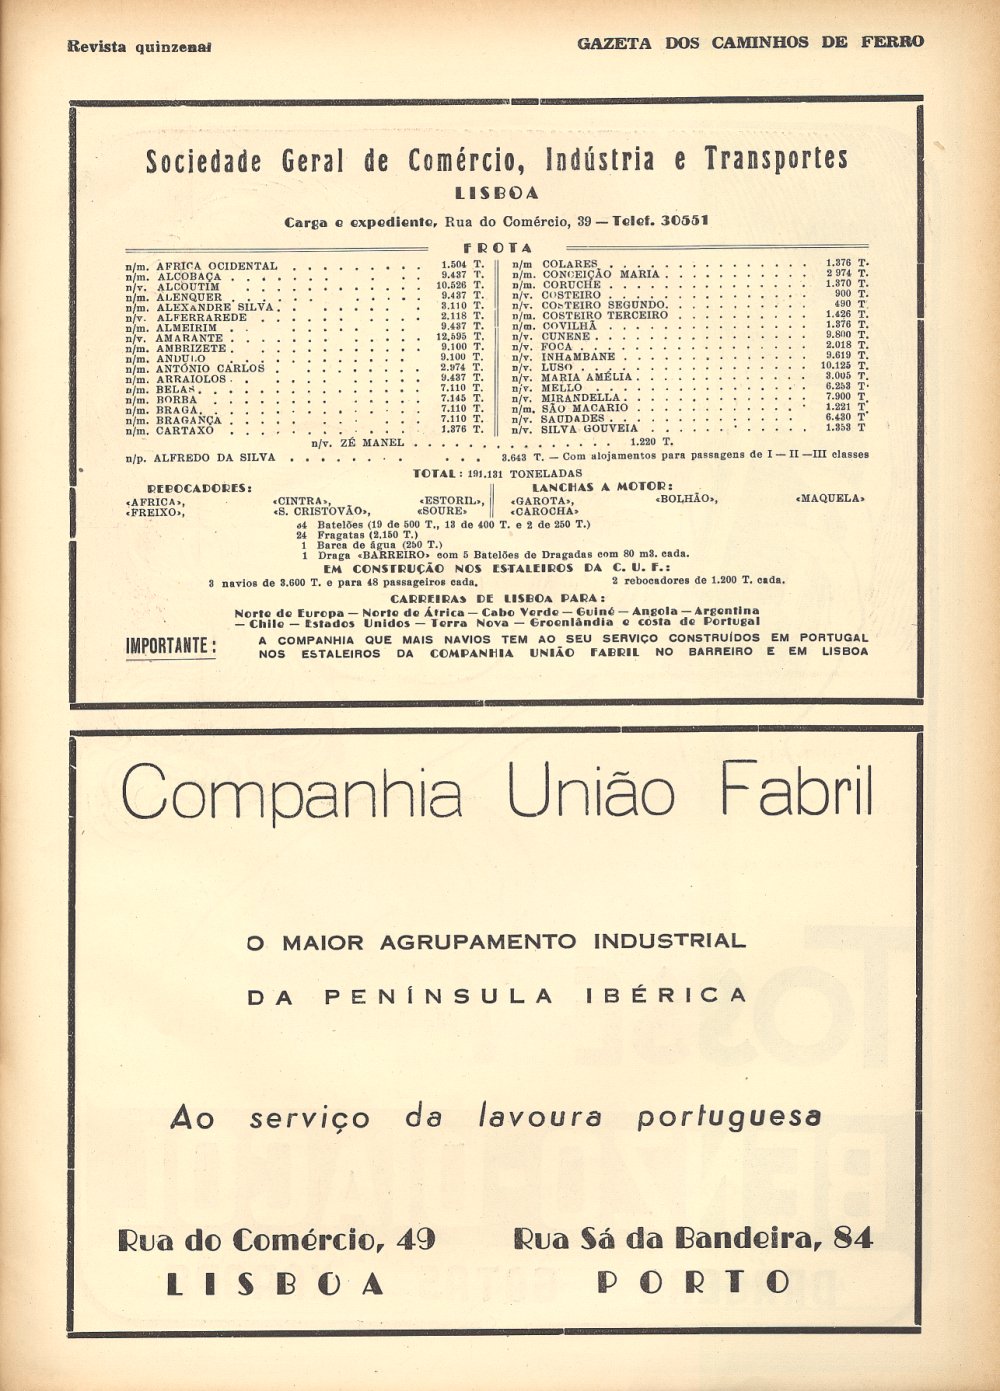 Revista quinzenal
GAZETA DOS CAMINHOS DE FERRO
Sociedade Geral de Comércio, Indústria e Transportes
LISBOA
Carga e expediente, Rua do Comércio, 39 — Telef. 30551
FROTA
n/m. AFRICA OCIDENTAL . . . . . . . . . 1.504 T.
n/m. ALCOBAÇA . . . . . . . . . 9.437 T.
n/v. ALCOUTIM . . . . . . . . . 10.526 T.
n/m. ALENQUER . . . . . . . . . 9.437 T.
n/m. ALEXANDRE SILVA . . . . . . . . . 3.110 T.
n/v. ALFERRAREDE . . . . . . . . . 2.118 T.
n/m. ALMEIRIM . . . . . . . . . 9.437 T.
n/v. AMARANTE . . . . . . . . . 12.595 T.
n/m. AMBRIZETE . . . . . . . . . 9.100 T.
n/m. ANDULO . . . . . . . . . 9.100 T.
n/m. ANTÓNIO CARLOS . . . . . . . . . 2.974 T.
n/m. ARRAIOLOS . . . . . . . . . 9.437 T.
n/m. BELAS . . . . . . . . . 7.110 T.
n/m. BORBA . . . . . . . . . 7.145 T.
n/m. BRAGA . . . . . . . . . 7.110 T.
n/m. BRAGANÇA . . . . . . . . . 7.110 T.
n/m. CARTAXO . . . . . . . . . 1.376 T.
n/m COLARES . . . . . . . . . 1.376 T.
n/m. CONCEIÇÃO MARIA . . . . . . . . . 2 974 T.
n/m. CORUCHE . . . . . . . . . 1.370 T.
n/v. COSTEIRO . . . . . . . . . 900 T.
n/v. COSTEIRO SEGUNDO . . . . . . . . . 490 T.
n/m. COSTEIRO TERCEIRO . . . . . . . . . 1.426 T.
n/m. COVILHÃ . . . . . . . . . 1.376 T.
n/v. CUNENE . . . . . . . . . 9.800 T.
n/v. FOCA . . . . . . . . . 2.018 T.
n/v. INHAMBANE . . . . . . . . . 9.619 T.
n/v. LUSO . . . . . . . . . 10.125 T.
n/v. MARIA AMÉLIA . . . . . . . . . 3.005 T.
n/v. MELLO . . . . . . . . . 6.253 T.
n/v. MIRANDELLA . . . . . . . . . 7.900 T.
n/m. SÃO MACARIO . . . . . . . . . 1.221 T.
n/v. SAUDADES . . . . . . . . . 6.430 T
n/v. SILVA GOUVEIA . . . . . . . . . 1.353 T
n/v. ZÉ MANEL . . . . . . . . . 1.220 T.
n/p. ALFREDO DA SILVA . . . . . . . . . 3.643 T. — Com alojamentos para passagens de I — II — III classes
TOTAL: 191.131 TONELADAS
REBOCADORES:
«AFRICA», «CINTRA», «ESTORIL»,
«FREIXO», «S. CRISTOVÃO», «SOURE»
LANCHAS A MOTOR:
«GAROTA», «BOLHÃO», «MAQUELA»
«CAROCHA»
64 Batelões (19 de 500 T., 13 de 400 T. e 2 de 250 T.)
24 Fragatas (2.150 T.)
1 Barca de água (250 T.)
1 Draga «BARREIRO» com 5 Batelões de Dragadas com 80 m3. cada.
EM CONSTRUÇÃO NOS ESTALEIROS DA C. U. F.:
3 navios de 3.600 T. e para 48 passageiros cada. 2 rebocadores de 1.200 T. cada.
CARREIRAS DE LISBOA PARA:
Norte de Europa — Norte de África — Cabo Verde — Guiné — Angola — Argentina
— Chile — Estados Unidos — Terra Nova — Groenlândia e costa de Portugal
IMPORTANTE:
A COMPANHIA QUE MAIS NAVIOS TEM AO SEU SERVIÇO CONSTRUÍDOS EM PORTUGAL
NOS ESTALEIROS DA COMPANHIA UNIÃO FABRIL NO BARREIRO E EM LISBOA
Companhia União Fabril
O MAIOR AGRUPAMENTO INDUSTRIAL
DA PENÍNSULA IBÉRICA
Ao serviço da lavoura portuguesa
Rua do Comércio, 49
LISBOA
Rua Sá da Bandeira, 84
PORTO